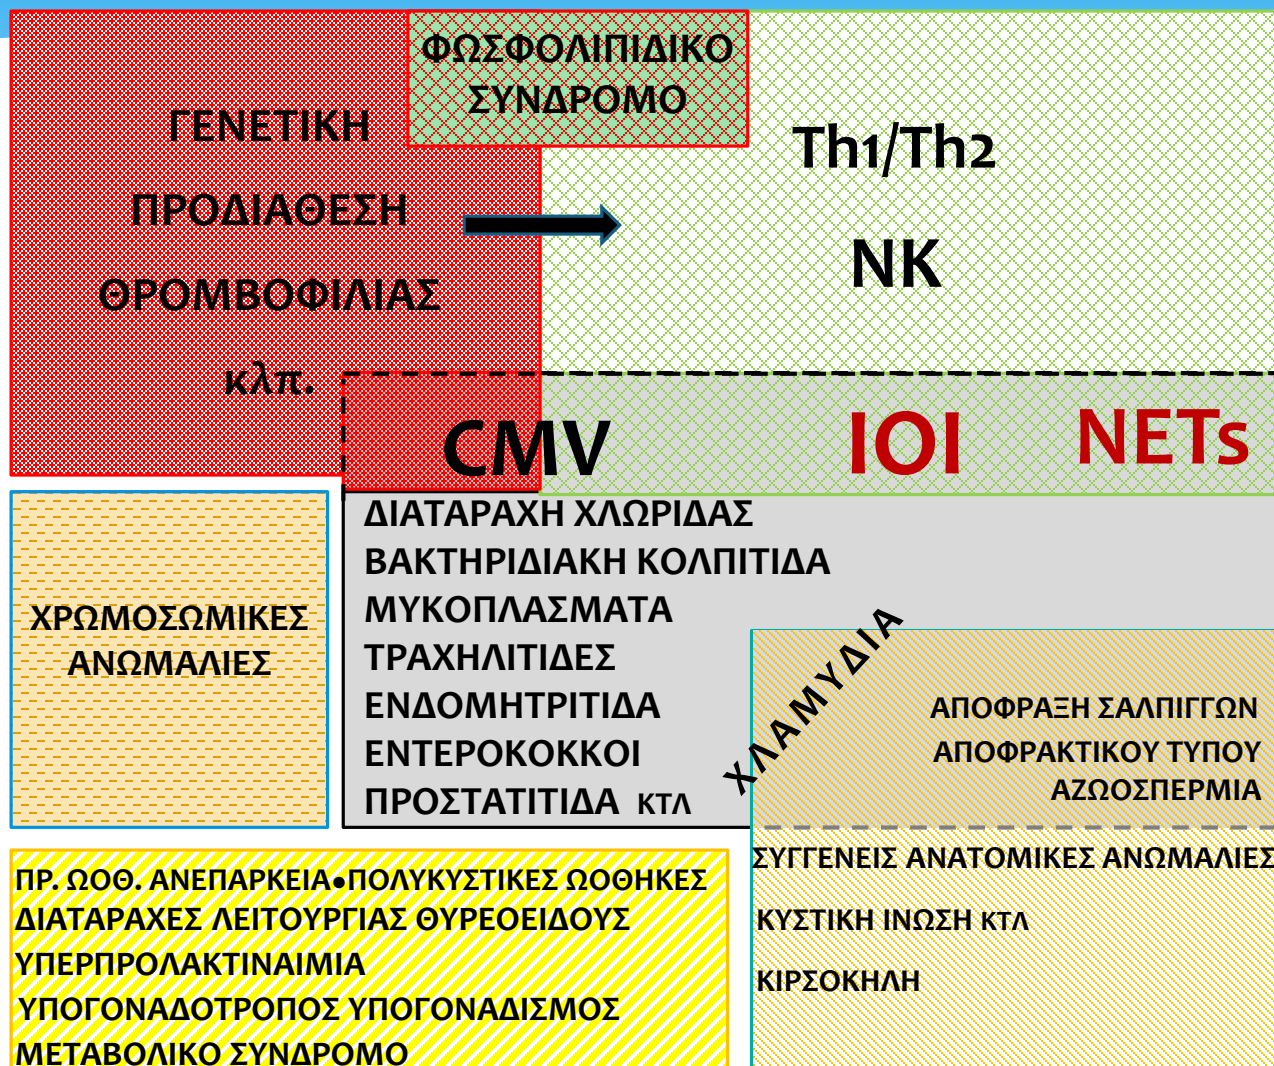 ΦΩΣΦΟΛΙΠΙΔΙΚΟ
ΣΥΝΔΡΟΜΟ
ΓΕΝΕΤΙΚΗ
ΠΡΟΔΙΑΘΕΣΗ
ΘΡΟΜΒΟΦΙΛΙΑΣ
κλπ.
Th1/Th2
NK
CMV
ΙΟΙ
NETs
ΧΡΩΜΟΣΩΜΙΚΕΣ
ΑΝΩΜΑΛΙΕΣ
ΔΙΑΤΑΡΑΧΗ ΧΛΩΡΙΔΑΣ
ΒΑΚΤΗΡΙΔΙΑΚΗ ΚΟΛΠΙΤΙΔΑ
ΜΥΚΟΠΛΑΣΜΑΤΑ
ΤΡΑΧΗΛΙΤΙΔΕΣ
ΕΝΔΟΜΗΤΡΙΤΙΔΑ
ΕΝΤΕΡΟΚΟΚΚΟΙ
ΠΡΟΣΤΑΤΙΤΙΔΑ ΚΤΛ
ΧΛΑΜΥΔΙΑ
ΑΠΟΦΡΑΞΗ ΣΑΛΠΙΓΓΩΝ
ΑΠΟΦΡΑΚΤΙΚΟΥ ΤΥΠΟΥ
ΑΖΩΟΣΠΕΡΜΙΑ
ΣΥΓΓΕΝΕΙΣ ΑΝΑΤΟΜΙΚΕΣ ΑΝΩΜΑΛΙΕΣ
ΚΥΣΤΙΚΗ ΙΝΩΣΗ ΚΤΛ
ΚΙΡΣΟΚΗΛΗ
ΠΡ. ΩΟΘ. ΑΝΕΠΑΡΚΕΙΑ•ΠΟΛΥΚΥΣΤΙΚΕΣ ΩΟΘΗΚΕΣ
ΔΙΑΤΑΡΑΧΕΣ ΛΕΙΤΟΥΡΓΙΑΣ ΘΥΡΕΟΕΙΔΟΥΣ
ΥΠΕΡΠΡΟΛΑΚΤΙΝΑΙΜΙΑ
ΥΠΟΓΟΝΑΔΟΤΡΟΠΟΣ ΥΠΟΓΟΝΑΔΙΣΜΟΣ
ΜΕΤΑΒΟΛΙΚΟ ΣΥΝΔΡΟΜΟ